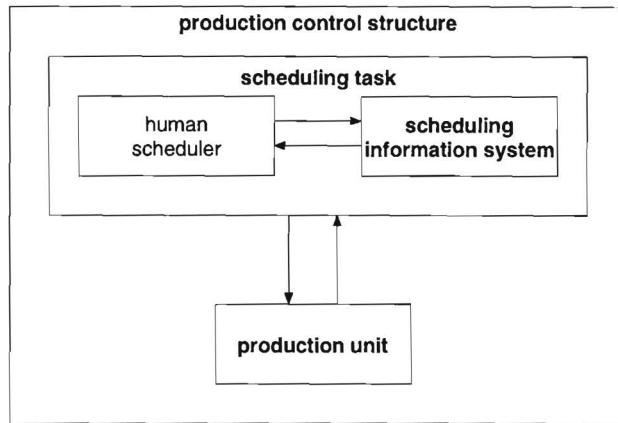 production control structure
scheduling task
human
scheduler
scheduling
information system
production unit